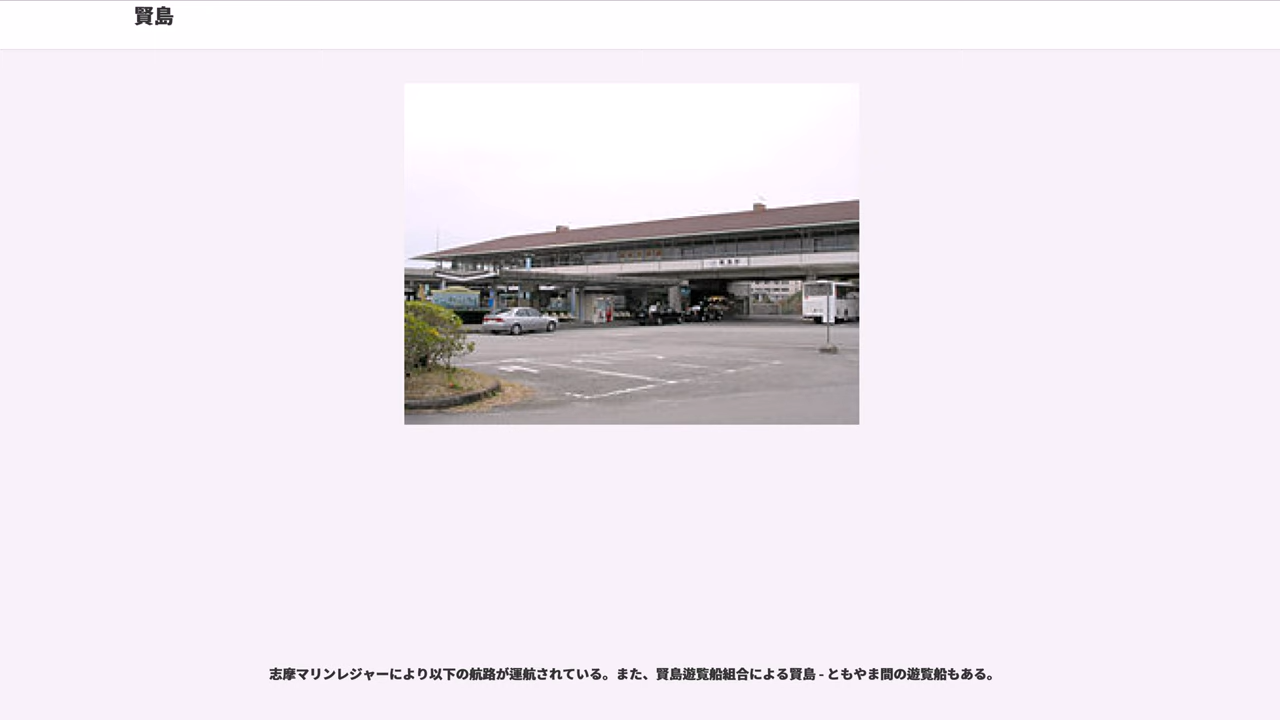 賢島
志摩マリンレジャーにより以下の航路が運航されている。また、賢島遊覧船組合による賢島 - ともやま間の遊覧船もある。